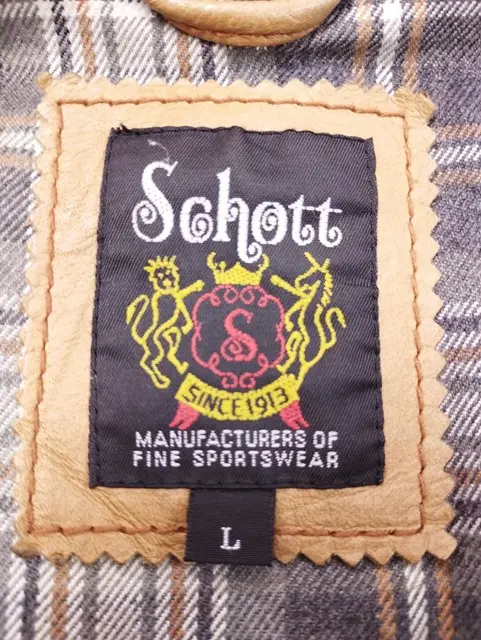 Schott
S
SINCE 1913
MANUFACTURERS OF
FINE SPORTSWEAR
L